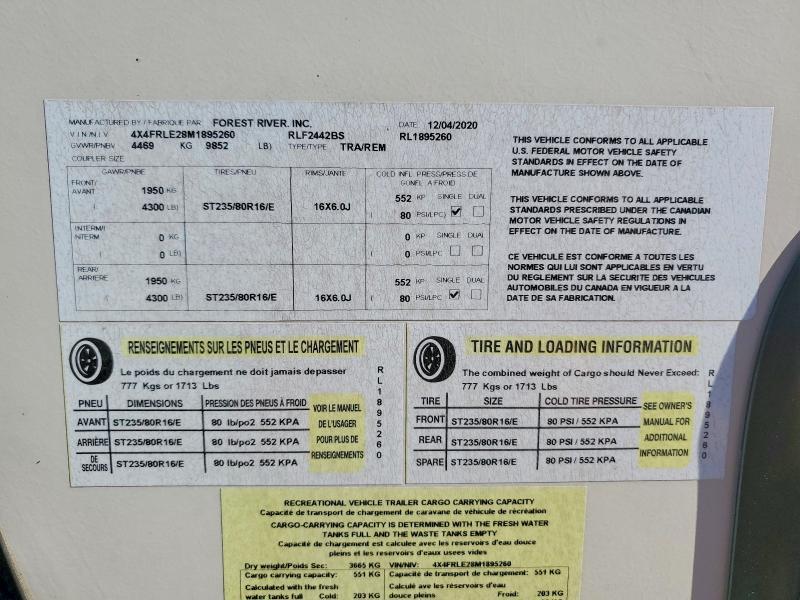 MANUFACTURED BY / FABRIQUE PAR FOREST RIVER, INC. DATE 12/04/2020
VIN/NIV 4X4FRLE28M1895260 RLF2442BS RL1895260
GVWR/PNBV 4469 KG 9852 LB) TYPE/TYPE TRA/REM
COUPLER SIZE
GAWR/PNBE TIRES/PNEU RIMS/JANTE COLD INFL PRESS/PRESS DE GONFL A FROID
FRONT/AVANT 1950 KG 552 KP SINGLE DUAL
( 4300 LB) ST235/80R16/E 16X6.0J ( 80 PSI/LPC)
INTERM/INTERM 0 KG 0 KP SINGLE DUAL
( 0 LB) ( 0 PSI/LPC
REAR/ARRIERE 1950 KG 552 KP SINGLE DUAL
( 4300 LB) ST235/80R16/E 16X6.0J ( 80 PSI/LPC
THIS VEHICLE CONFORMS TO ALL APPLICABLE
U.S. FEDERAL MOTOR VEHICLE SAFETY
STANDARDS IN EFFECT ON THE DATE OF
MANUFACTURE SHOWN ABOVE.
THIS VEHICLE CONFORMS TO ALL APPLICABLE
STANDARDS PRESCRIBED UNDER THE CANADIAN
MOTOR VEHICLE SAFETY REGULATIONS IN
EFFECT ON THE DATE OF MANUFACTURE.
CE VEHICULE EST CONFORME A TOUTES LES
NORMES QUI LUI SONT APPLICABLES EN VERTU
DU REGLEMENT SUR LA SECURITE DES VEHICULES
AUTOMOBILES DU CANADA EN VIGUEUR A LA
DATE DE SA FABRICATION.
RENSEIGNEMENTS SUR LES PNEUS ET LE CHARGEMENT
Le poids du chargement ne doit jamais depasser
777 Kgs or 1713 Lbs
PNEU DIMENSIONS PRESSION DES PNEUS À FROID
AVANT ST235/80R16/E 80 lb/po2 552 KPA
ARRIÈRE ST235/80R16/E 80 lb/po2 552 KPA
DE SECOURS ST235/80R16/E 80 lb/po2 552 KPA
VOIR LE MANUEL
DE L'USAGER
POUR PLUS DE
RENSEIGNEMENTS
RL1895260
TIRE AND LOADING INFORMATION
The combined weight of Cargo should Never Exceed:
777 Kgs or 1713 Lbs
TIRE SIZE COLD TIRE PRESSURE
FRONT ST235/80R16/E 80 PSI / 552 KPA
REAR ST235/80R16/E 80 PSI / 552 KPA
SPARE ST235/80R16/E 80 PSI / 552 KPA
SEE OWNER'S
MANUAL FOR
ADDITIONAL
INFORMATION
RL1895260
RECREATIONAL VEHICLE TRAILER CARGO CARRYING CAPACITY
Capacité de transport de chargement de caravane de véhicule de récréation
CARGO-CARRYING CAPACITY IS DETERMINED WITH THE FRESH WATER
TANKS FULL AND THE WASTE TANKS EMPTY
Capacité de chargement est calculée avec les réservoirs d'eau douce
pleins et les reservoirs d'eaux usees vides
Dry weight/Poids Sec: 3665 KG VIN/NIV: 4X4FRLE28M1895260
Cargo carrying capacity: 551 KG Capacité de transport de chargement: 551 KG
Calculated with the fresh Calculé ave les réservoirs d'eau
water tanks full Cold: 203 KG douce pleins Froid: 203 KG